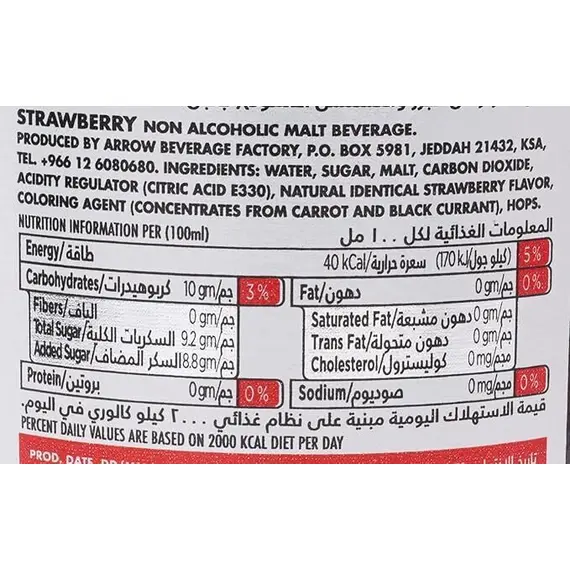 STRAWBERRY NON ALCOHOLIC MALT BEVERAGE.
PRODUCED BY ARROW BEVERAGE FACTORY, P.O. BOX 5981, JEDDAH 21432, KSA,
TEL. +966 12 6080680. INGREDIENTS: WATER, SUGAR, MALT, CARBON DIOXIDE,
ACIDITY REGULATOR (CITRIC ACID E330), NATURAL IDENTICAL STRAWBERRY FLAVOR,
COLORING AGENT (CONCENTRATES FROM CARROT AND BLACK CURRANT), HOPS.
NUTRITION INFORMATION PER (100ml) المعلومات الغذائية لكل ١٠٠ مل
Energy/طاقة 40 kCal/سعرة حرارية (170 kJ/كيلو جول) 5%
Carbohydrates/كربوهيدرات 10 gm/جم 3%
Fibers/الياف 0 gm/جم
Total Sugar/السكريات الكلية 9.2 gm/جم
Added Sugar/السكر المضاف 8.8gm/جم
Protein/بروتين 0gm/جم 0%
Fat/دهون 0 gm/جم 0%
Saturated Fat/دهون مشبعة 0 gm/جم
Trans Fat/دهون متحولة 0 gm/جم
Cholesterol/كوليسترول 0 mg/مجم
Sodium/صوديوم 0 mg/مجم 0%
قيمة الاستهلاك اليومية مبنية على نظام غذائي ٢٠٠٠ كيلو كالوري في اليوم.
PERCENT DAILY VALUES ARE BASED ON 2000 KCAL DIET PER DAY
PROD. DATE